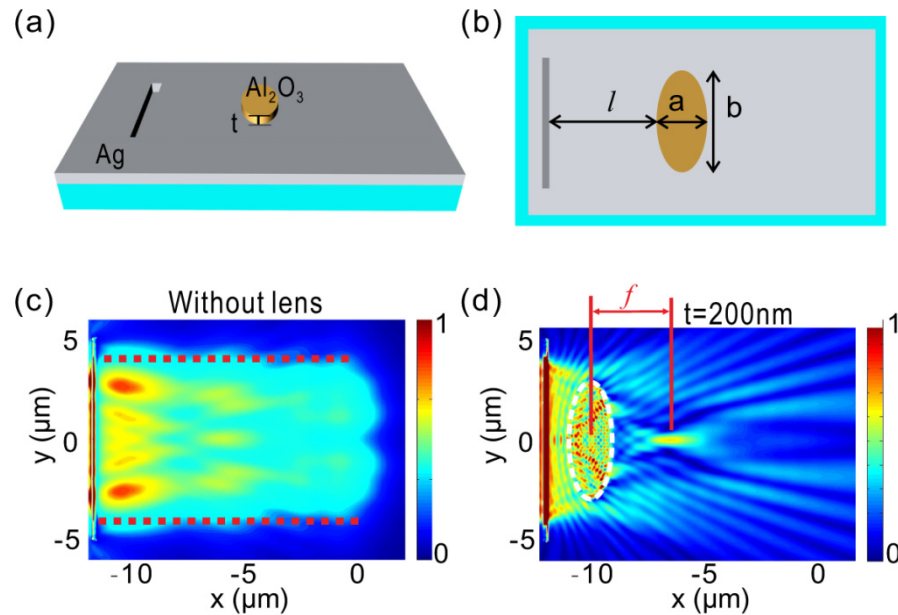 (a)
Al₂O₃
t
Ag
(b)
l
a
b
(c)
Without lens
5
0
-5
y (µm)
-10
-5
0
x (µm)
1
0
(d)
f
t=200nm
5
0
-5
y (µm)
-10
-5
0
x (µm)
1
0